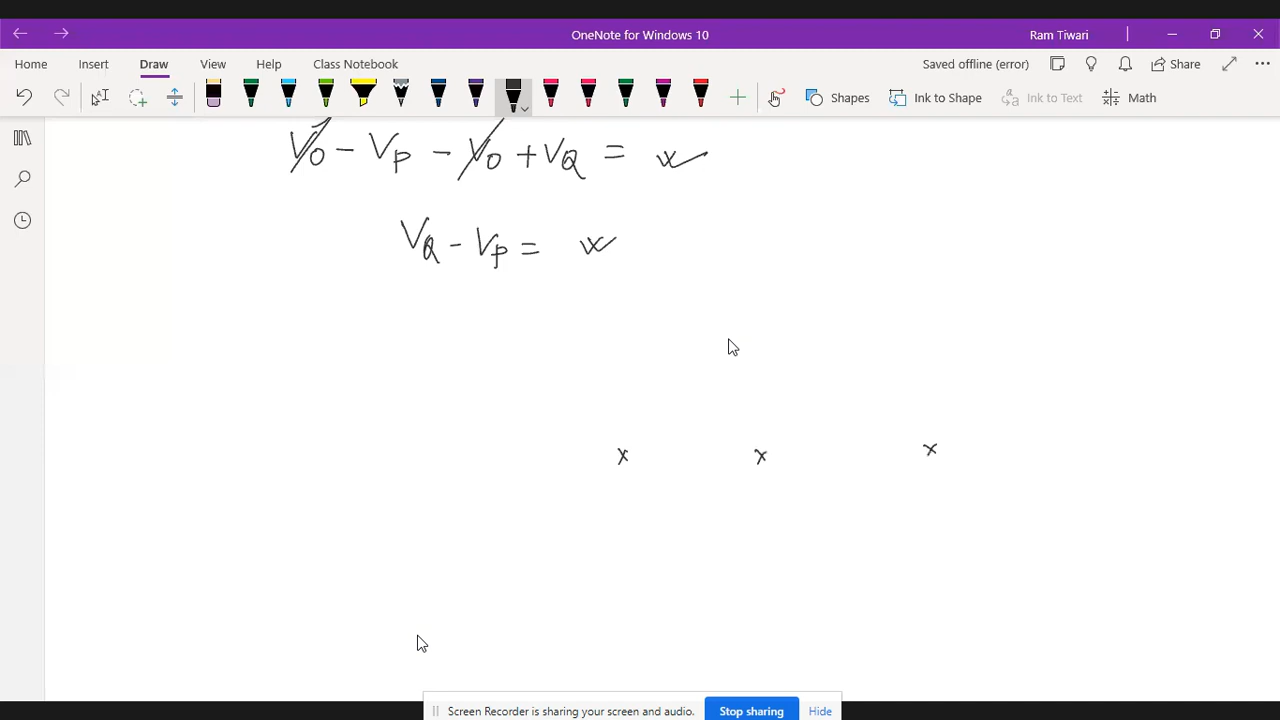 OneNote for Windows 10 Ram Tiwari
Home Insert Draw View Help Class Notebook Saved offline (error) Share
Shapes Ink to Shape Ink to Text Math
V₀ - Vp - V₀ + VQ = ✓
VQ - Vp =
x x x
Screen Recorder is sharing your screen and audio. Stop sharing Hide